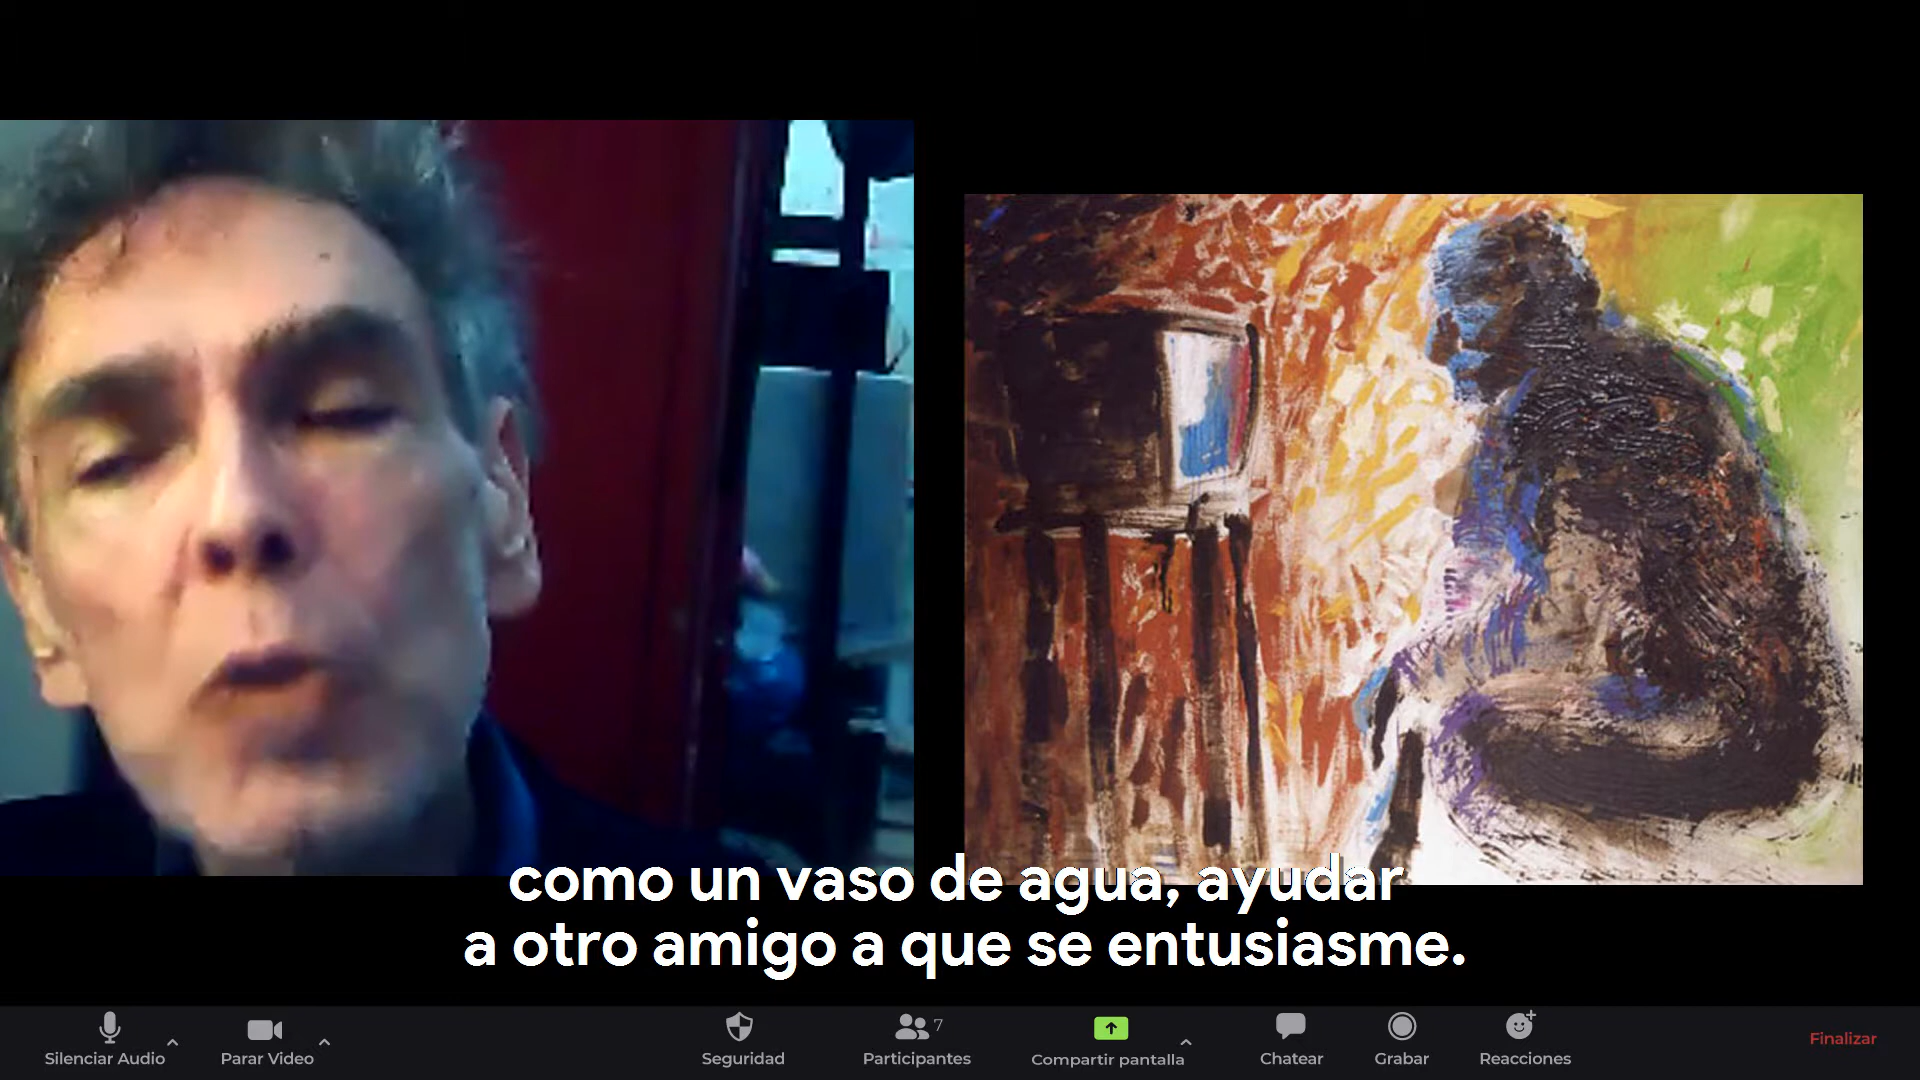 como un vaso de agua, ayudar
a otro amigo a que se entusiasme.
7
Silenciar Audio
Parar Video
Seguridad
Participantes
Compartir pantalla
Chatear
Grabar
Reacciones
Finalizar